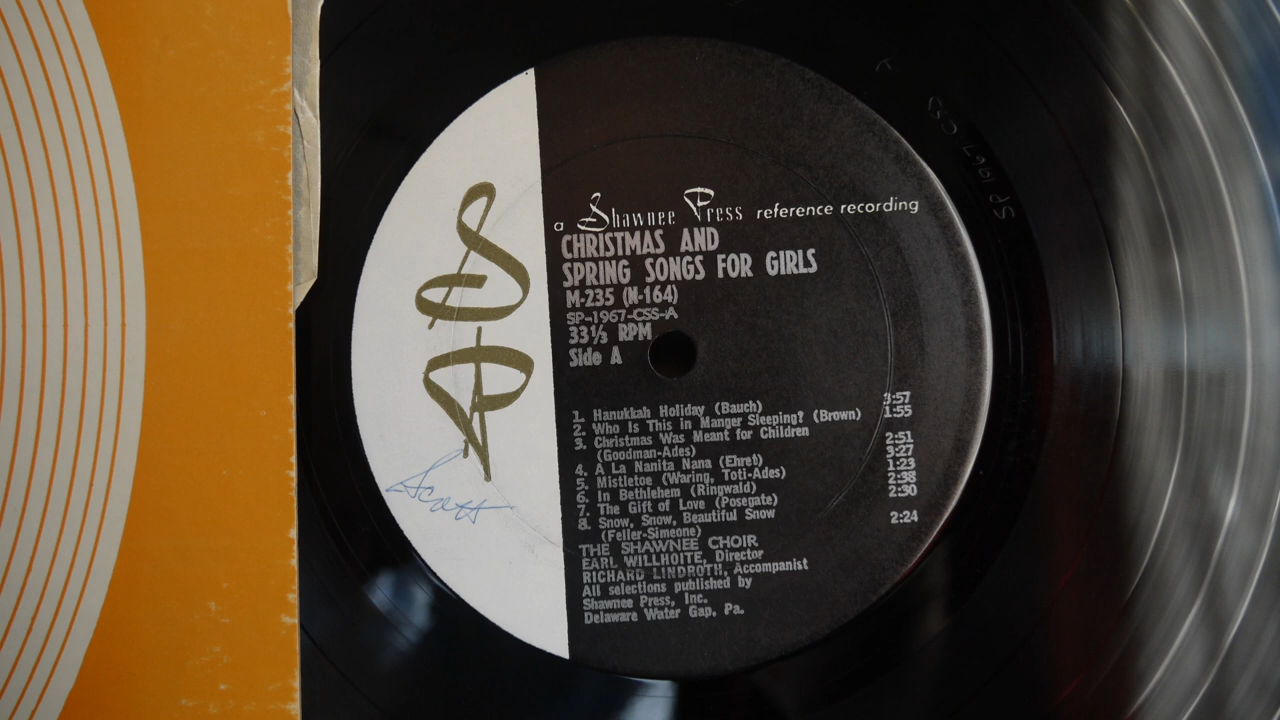 a Shawnee Press reference recording
CHRISTMAS AND
SPRING SONGS FOR GIRLS
M-235 (N-164)
SP-1967-CSS-A
33⅓ RPM
Side A
1. Hanukkah Holiday (Bauch) 3:57
2. Who Is This in Manger Sleeping? (Brown) 1:55
3. Christmas Was Meant for Children
(Goodman-Ades) 2:51
4. A La Nanita Nana (Ehret) 3:27
5. Mistletoe (Waring, Toti-Ades) 1:23
6. In Bethlehem (Ringwald) 2:38
7. The Gift of Love (Posegate) 2:30
8. Snow, Snow, Beautiful Snow
(Feller-Simeone) 2:24
THE SHAWNEE CHOIR
EARL WILLHOITE, Director
RICHARD LINDROTH, Accompanist
All selections published by
Shawnee Press, Inc.
Delaware Water Gap, Pa.
SP
Scott
SP 1967 CSS